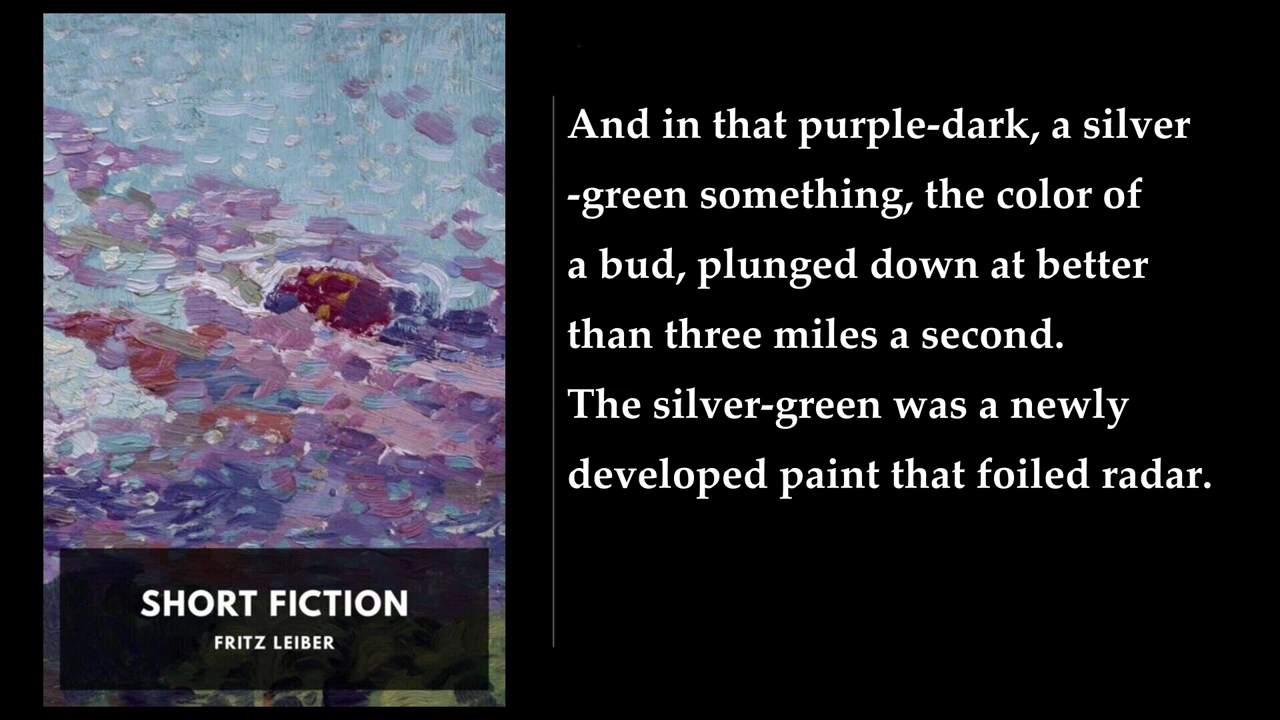 And in that purple-dark, a silver
-green something, the color of
a bud, plunged down at better
than three miles a second.
The silver-green was a newly
developed paint that foiled radar.
SHORT FICTION
FRITZ LEIBER